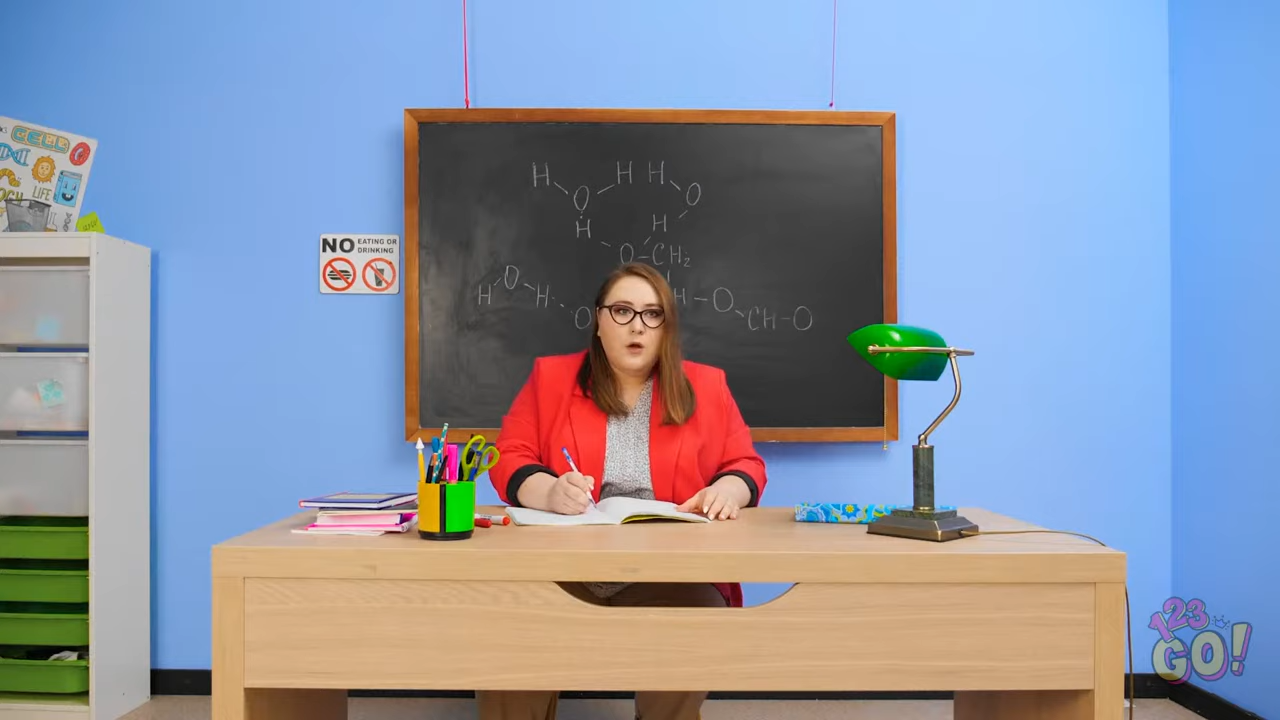 CELL
LIFE
NO EATING OR
DRINKING
H H H
O O
H H
O-CH₂
O
H H H-O
O CH-O
123
GO!